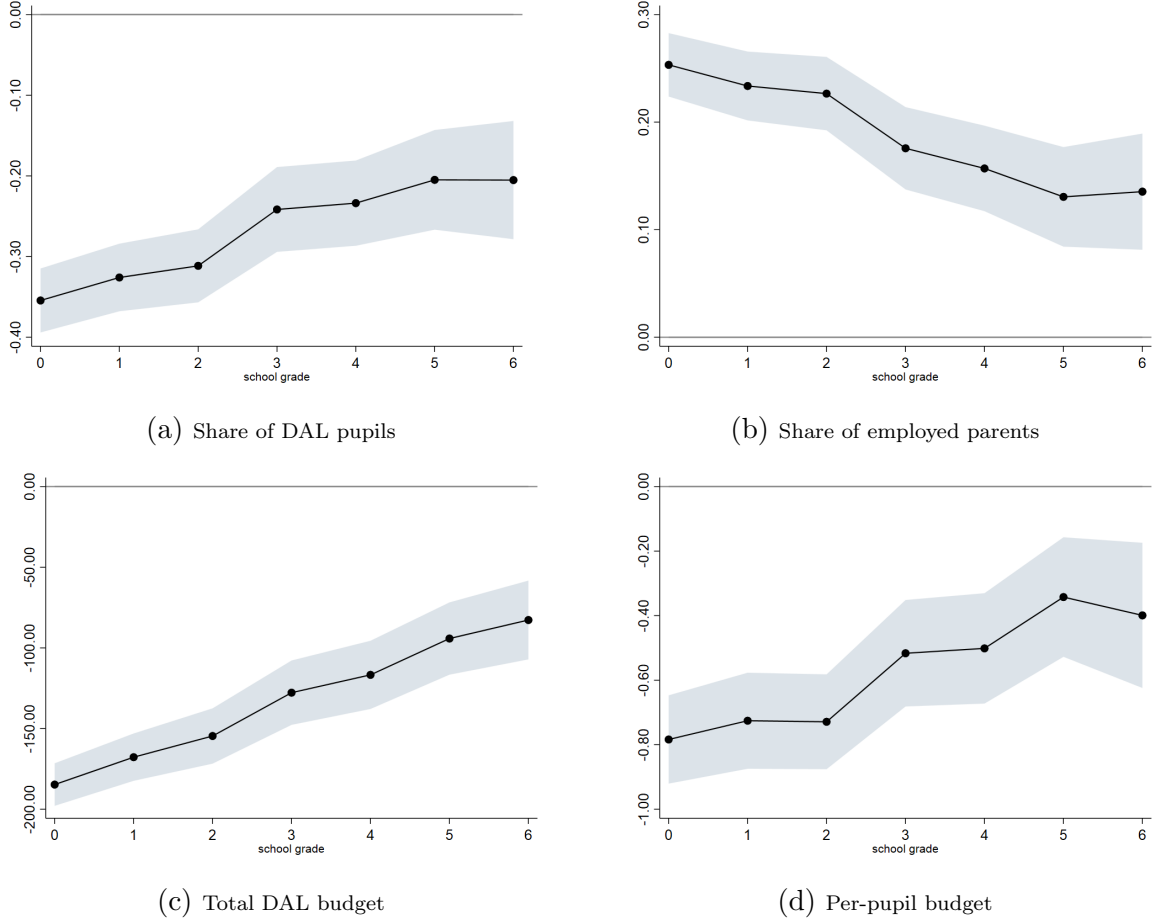 0.00
-0.10
-0.20
-0.30
-0.40
0 1 2 3 4 5 6
school grade
(a) Share of DAL pupils
0.30
0.20
0.10
0.00
0 1 2 3 4 5 6
school grade
(b) Share of employed parents
0.00
-50.00
-100.00
-150.00
-200.00
0 1 2 3 4 5 6
school grade
(c) Total DAL budget
0.00
-0.20
-0.40
-0.60
-0.80
-1.00
0 1 2 3 4 5 6
school grade
(d) Per-pupil budget